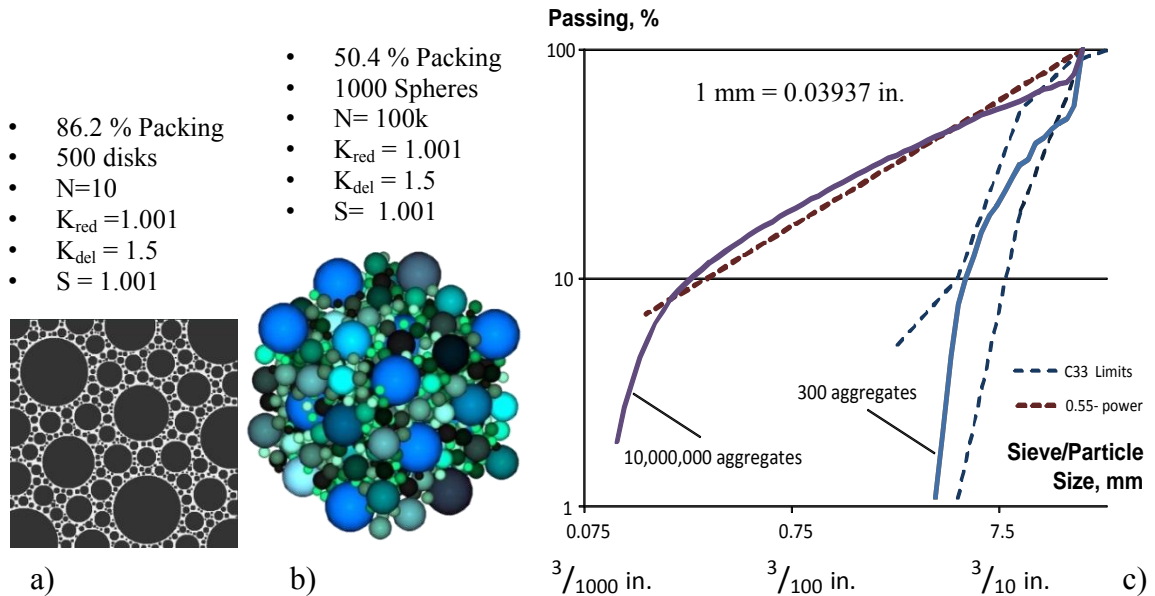 • 86.2 % Packing
• 500 disks
• N=10
• Kred =1.001
• Kdel = 1.5
• S = 1.001
a)
• 50.4 % Packing
• 1000 Spheres
• N= 100k
• Kred = 1.001
• Kdel = 1.5
• S= 1.001
b)
Passing, %
100
1 mm = 0.03937 in.
10
C33 Limits
0.55- power
300 aggregates
10,000,000 aggregates
Sieve/Particle
Size, mm
1
0.075 0.75 7.5
3/1000 in. 3/100 in. 3/10 in.
c)